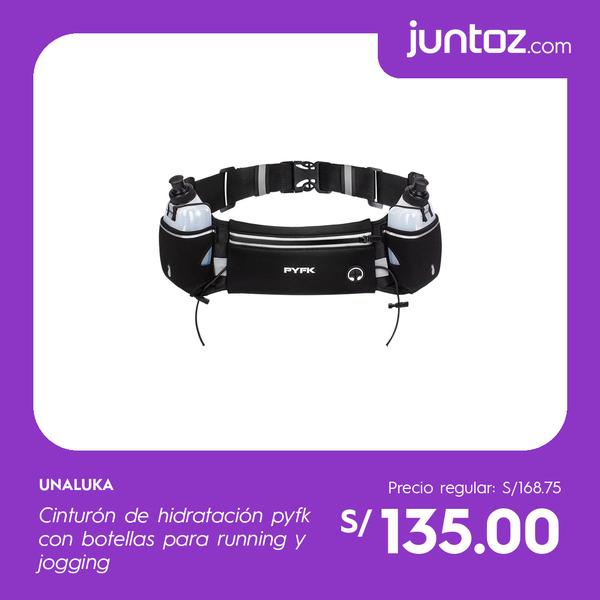 juntoz.com
PYFK
UNALUKA
Cinturón de hidratación pyfk
con botellas para running y
jogging
Precio regular: S/168.75
S/135.00